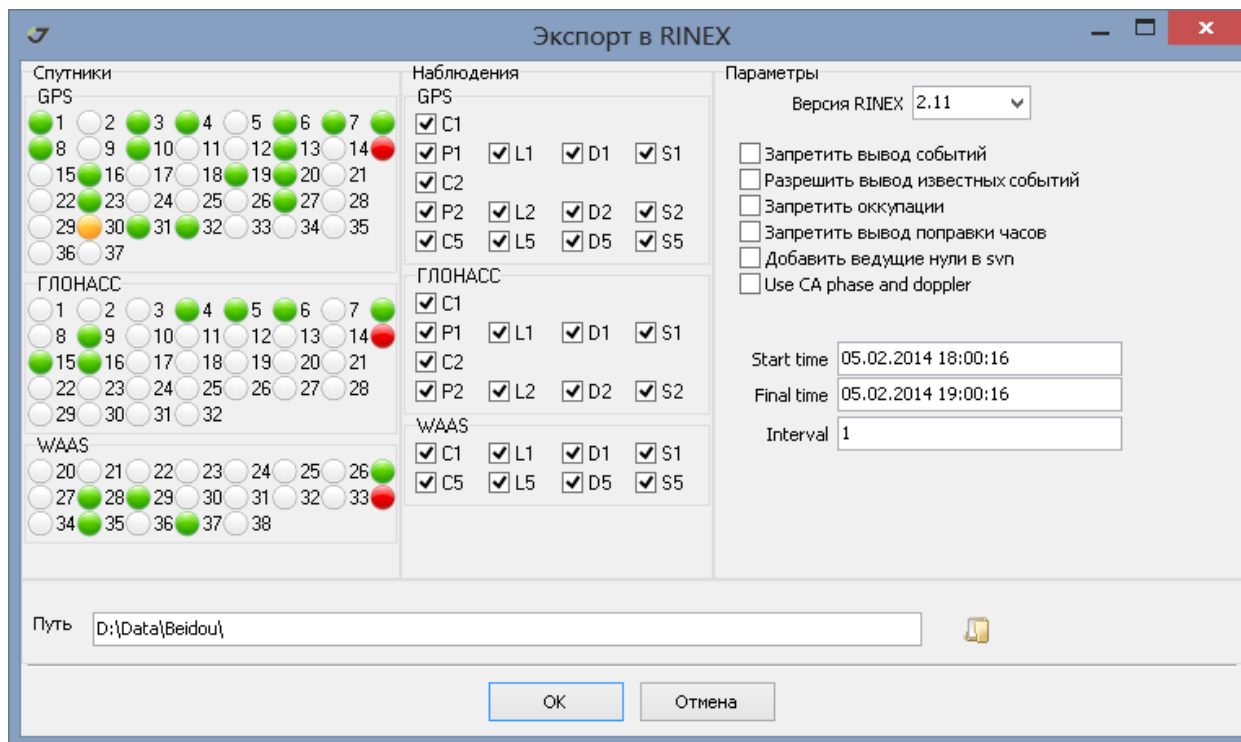 Экспорт в RINEX
Спутники
GPS
1 2 3 4 5 6 7
8 9 10 11 12 13 14
15 16 17 18 19 20 21
22 23 24 25 26 27 28
29 30 31 32 33 34 35
36 37
ГЛОНАСС
1 2 3 4 5 6 7
8 9 10 11 12 13 14
15 16 17 18 19 20 21
22 23 24 25 26 27 28
29 30 31 32
WAAS
20 21 22 23 24 25 26
27 28 29 30 31 32 33
34 35 36 37 38
Наблюдения
GPS
C1
P1 L1 D1 S1
C2
P2 L2 D2 S2
C5 L5 D5 S5
ГЛОНАСС
C1
P1 L1 D1 S1
C2
P2 L2 D2 S2
WAAS
C1 L1 D1 S1
C5 L5 D5 S5
Параметры
Версия RINEX 2.11
Запретить вывод событий
Разрешить вывод известных событий
Запретить оккупации
Запретить вывод поправки часов
Добавить ведущие нули в svn
Use CA phase and doppler
Start time 05.02.2014 18:00:16
Final time 05.02.2014 19:00:16
Interval 1
Путь D:\Data\Beidou\
OK Отмена